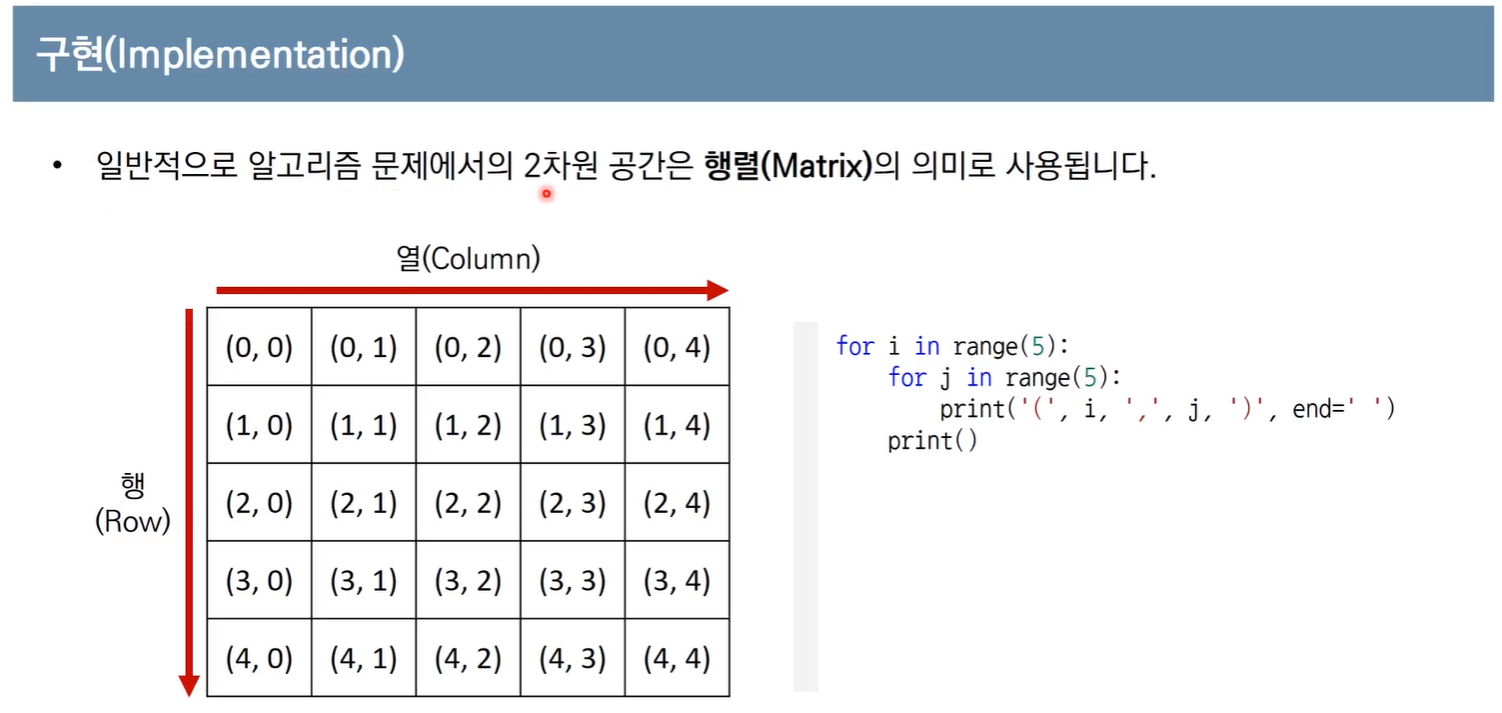 구현(Implementation)
• 일반적으로 알고리즘 문제에서의 2차원 공간은 행렬(Matrix)의 의미로 사용됩니다.
열(Column)
행
(Row)
(0, 0) (0, 1) (0, 2) (0, 3) (0, 4)
(1, 0) (1, 1) (1, 2) (1, 3) (1, 4)
(2, 0) (2, 1) (2, 2) (2, 3) (2, 4)
(3, 0) (3, 1) (3, 2) (3, 3) (3, 4)
(4, 0) (4, 1) (4, 2) (4, 3) (4, 4)
for i in range(5):
    for j in range(5):
        print('(', i, ',', j, ')', end=' ')
    print()